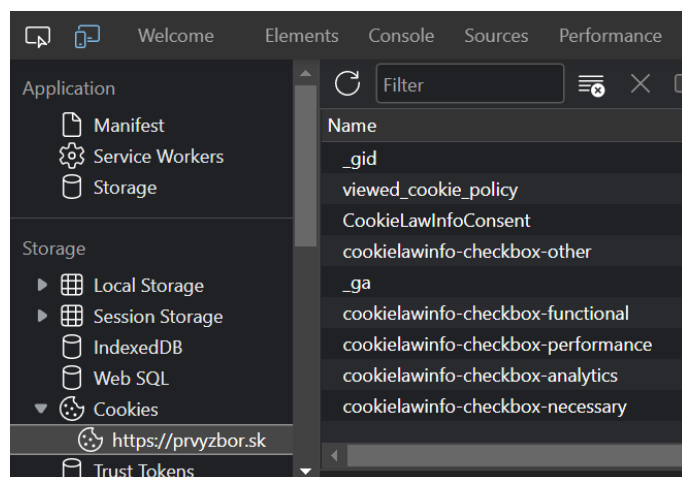 Welcome Elements Console Sources Performance
Application
Manifest
Service Workers
Storage
Storage
Local Storage
Session Storage
IndexedDB
Web SQL
Cookies
https://prvyzbor.sk
Trust Tokens
Filter
Name
_gid
viewed_cookie_policy
CookieLawInfoConsent
cookielawinfo-checkbox-other
_ga
cookielawinfo-checkbox-functional
cookielawinfo-checkbox-performance
cookielawinfo-checkbox-analytics
cookielawinfo-checkbox-necessary